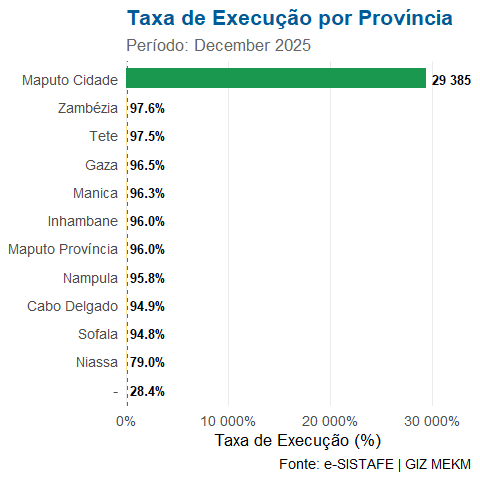 Taxa de Execução por Província
Período: December 2025
Maputo Cidade 29 385
Zambézia 97.6%
Tete 97.5%
Gaza 96.5%
Manica 96.3%
Inhambane 96.0%
Maputo Província 96.0%
Nampula 95.8%
Cabo Delgado 94.9%
Sofala 94.8%
Niassa 79.0%
- 28.4%
0% 10 000% 20 000% 30 000%
Taxa de Execução (%)
Fonte: e-SISTAFE | GIZ MEKM